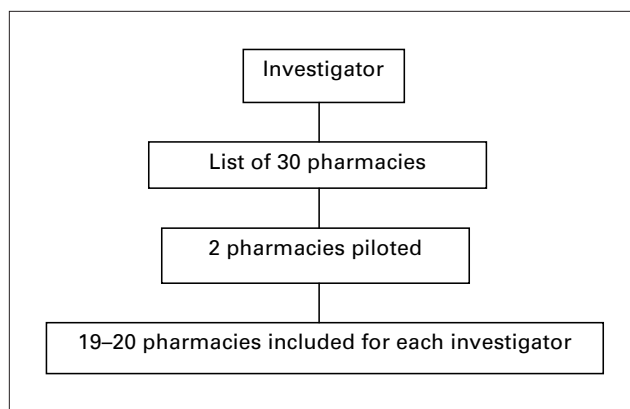 Investigator
List of 30 pharmacies
2 pharmacies piloted
19–20 pharmacies included for each investigator